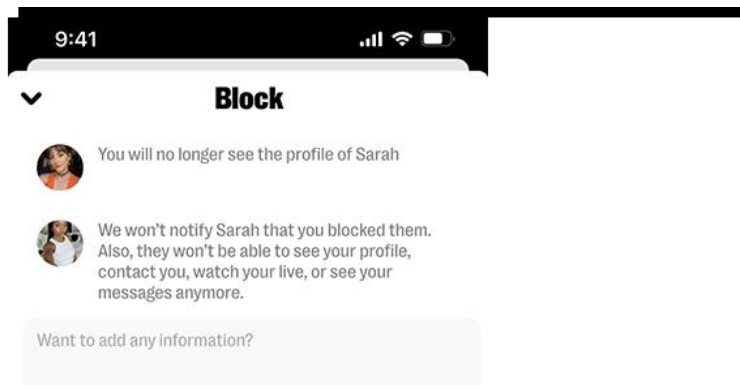 9:41
Block
You will no longer see the profile of Sarah
We won't notify Sarah that you blocked them.
Also, they won't be able to see your profile,
contact you, watch your live, or see your
messages anymore.
Want to add any information?